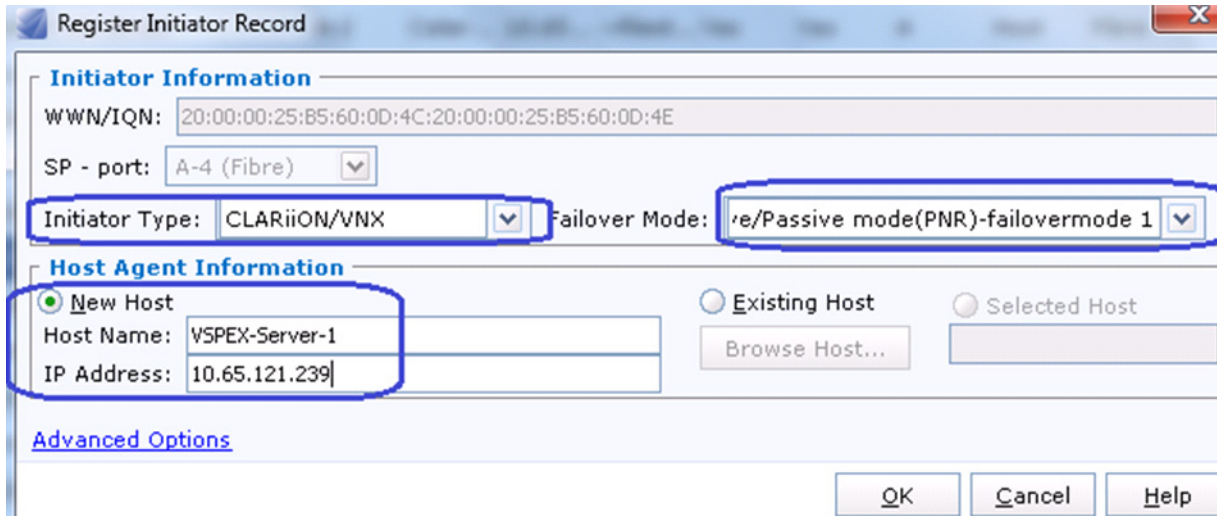 Register Initiator Record
Initiator Information
WWN/IQN: 20:00:00:25:B5:60:0D:4C:20:00:00:25:B5:60:0D:4E
SP - port: A-4 (Fibre)
Initiator Type: CLARiiON/VNX Failover Mode: ve/Passive mode(PNR)-failovermode 1
Host Agent Information
New Host Existing Host Selected Host
Host Name: VSPEX-Server-1 Browse Host...
IP Address: 10.65.121.239
Advanced Options
OK Cancel Help